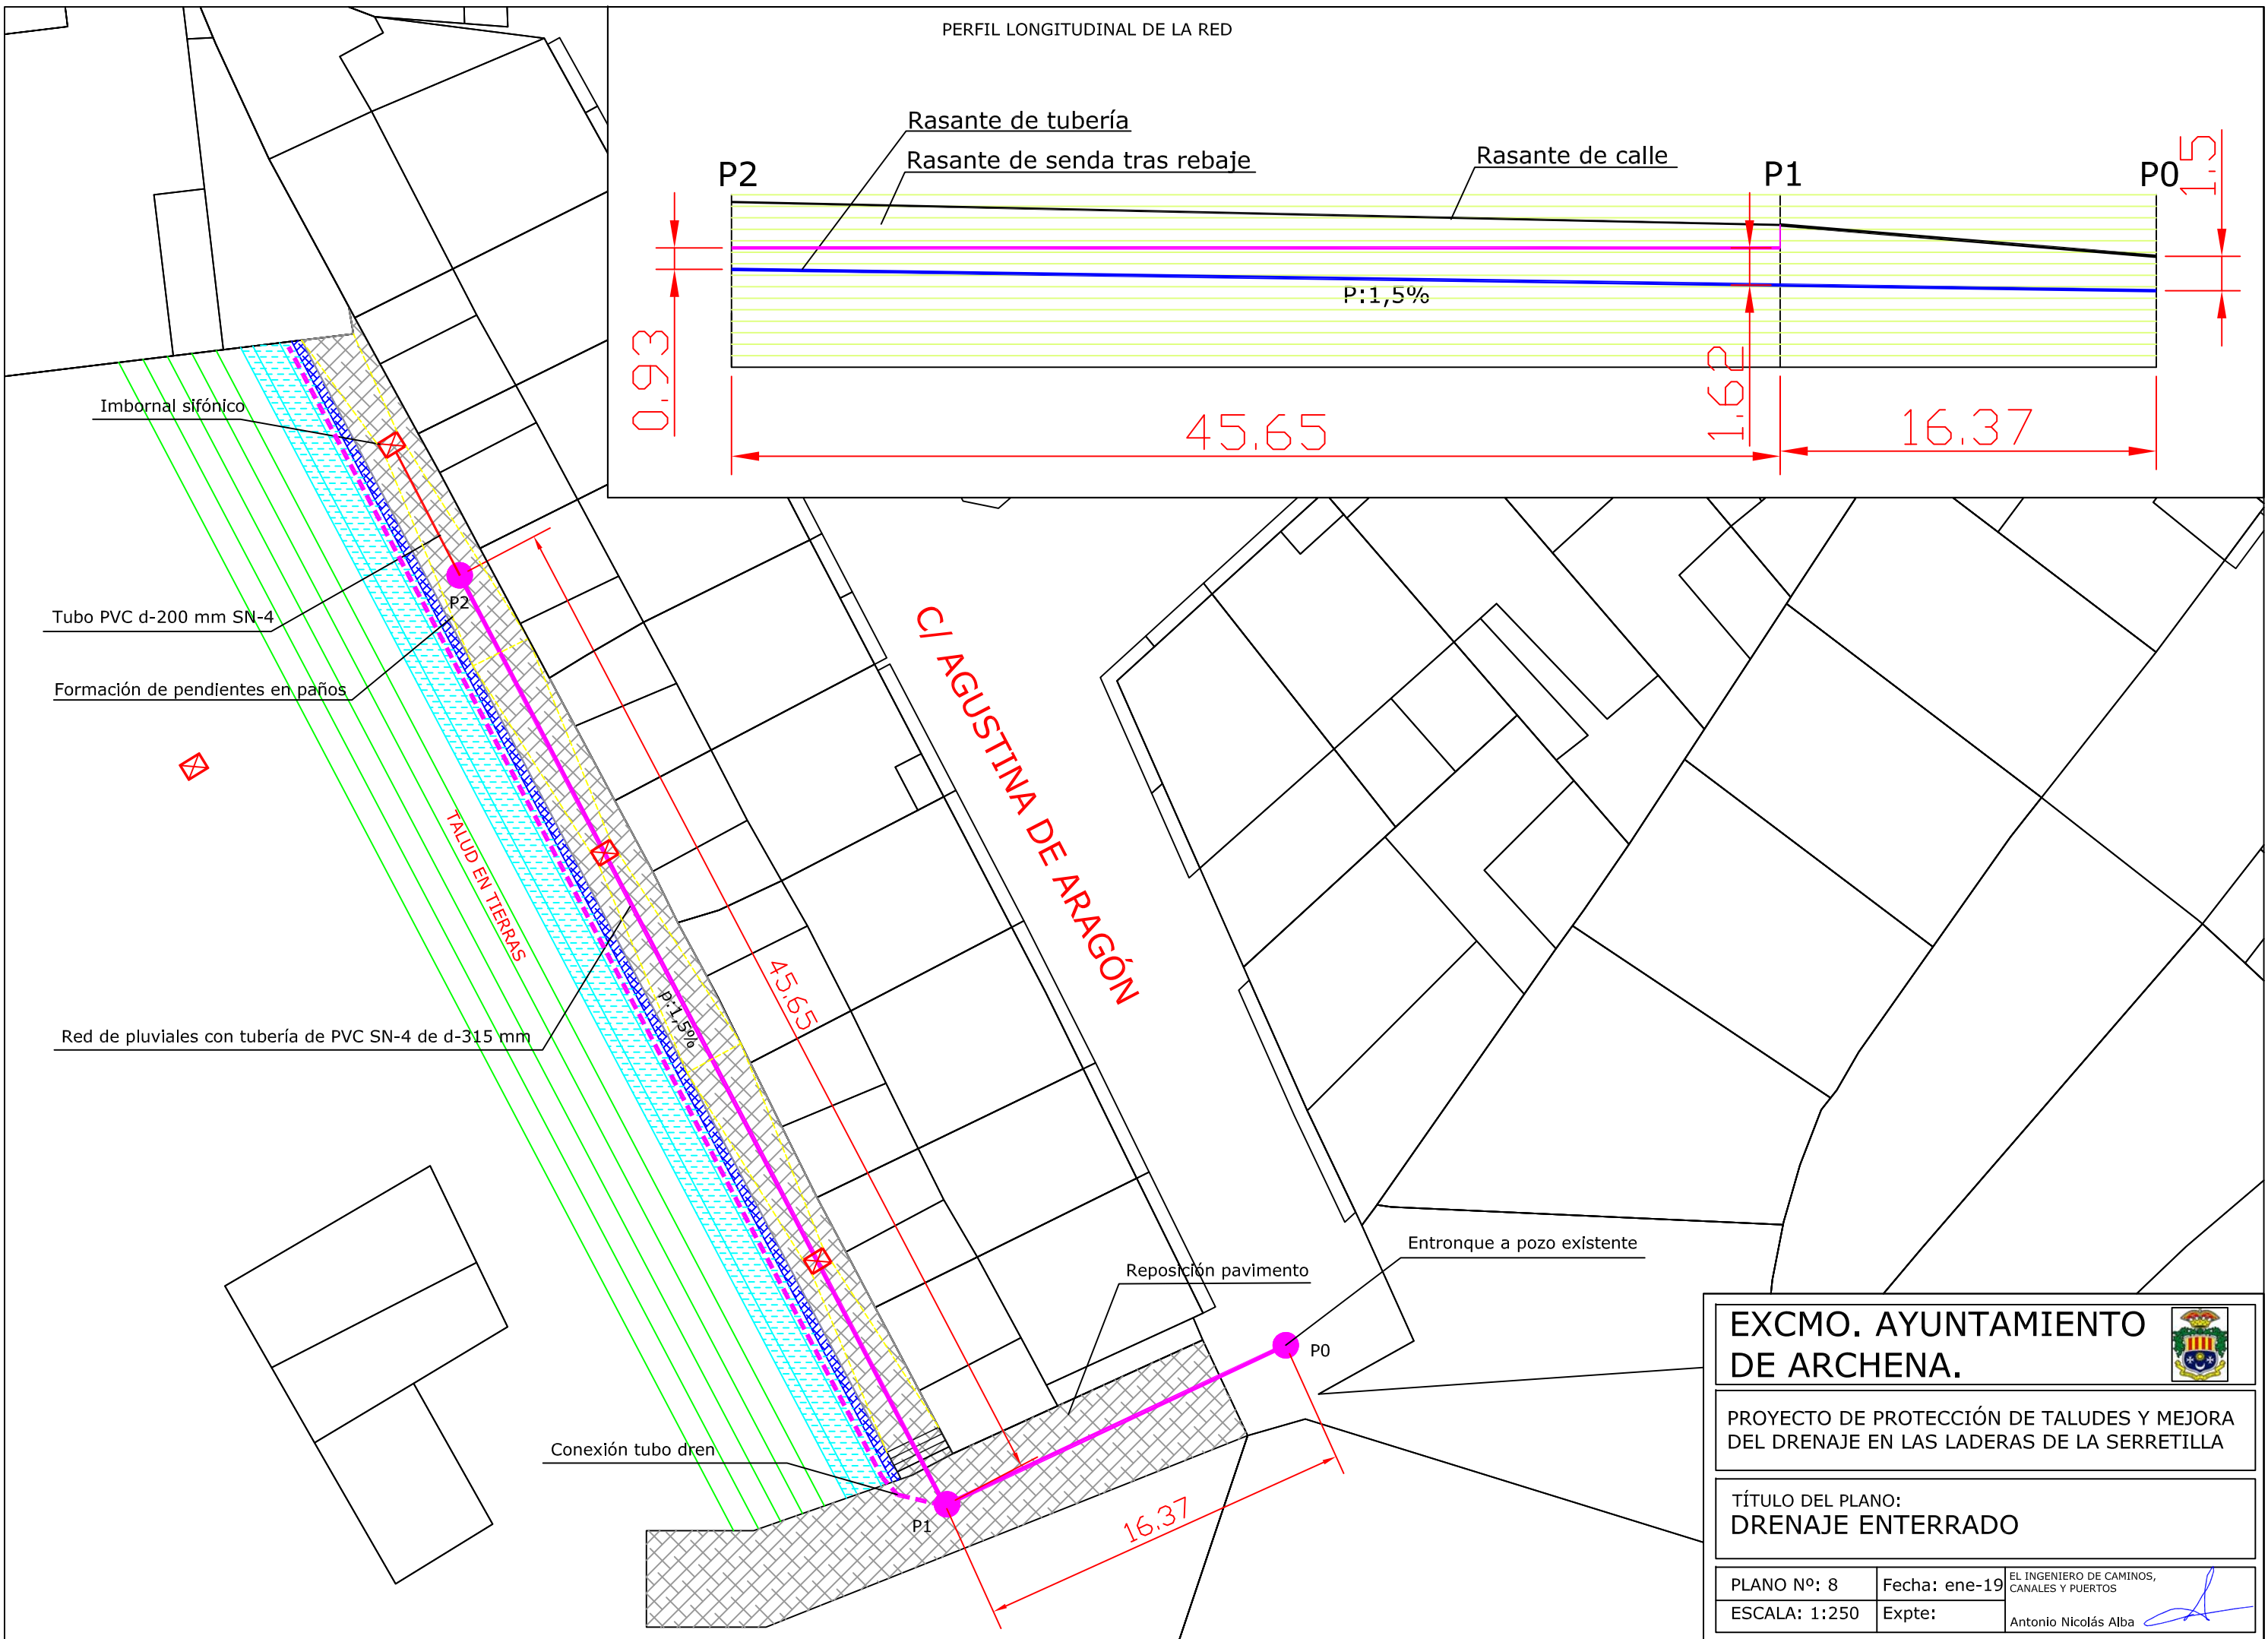 PERFIL LONGITUDINAL DE LA RED
Rasante de tubería
Rasante de senda tras rebaje
Rasante de calle
P2
P1
P0
1.5
P:1,5%
0.93
1.62
45.65
16.37
Imbornal sifónico
P2
Tubo PVC d-200 mm SN-4
Formación de pendientes en paños
C/ AGUSTINA DE ARAGÓN
TALUD EN TIERRAS
45.65
p:1,5%
Red de pluviales con tubería de PVC SN-4 de d-315 mm
Entronque a pozo existente
Reposición pavimento
P0
Conexión tubo dren
P1
16.37
EXCMO. AYUNTAMIENTO
DE ARCHENA.
PROYECTO DE PROTECCIÓN DE TALUDES Y MEJORA
DEL DRENAJE EN LAS LADERAS DE LA SERRETILLA
TÍTULO DEL PLANO:
DRENAJE ENTERRADO
PLANO Nº: 8
Fecha: ene-19
EL INGENIERO DE CAMINOS,
CANALES Y PUERTOS
ESCALA: 1:250
Expte:
Antonio Nicolás Alba